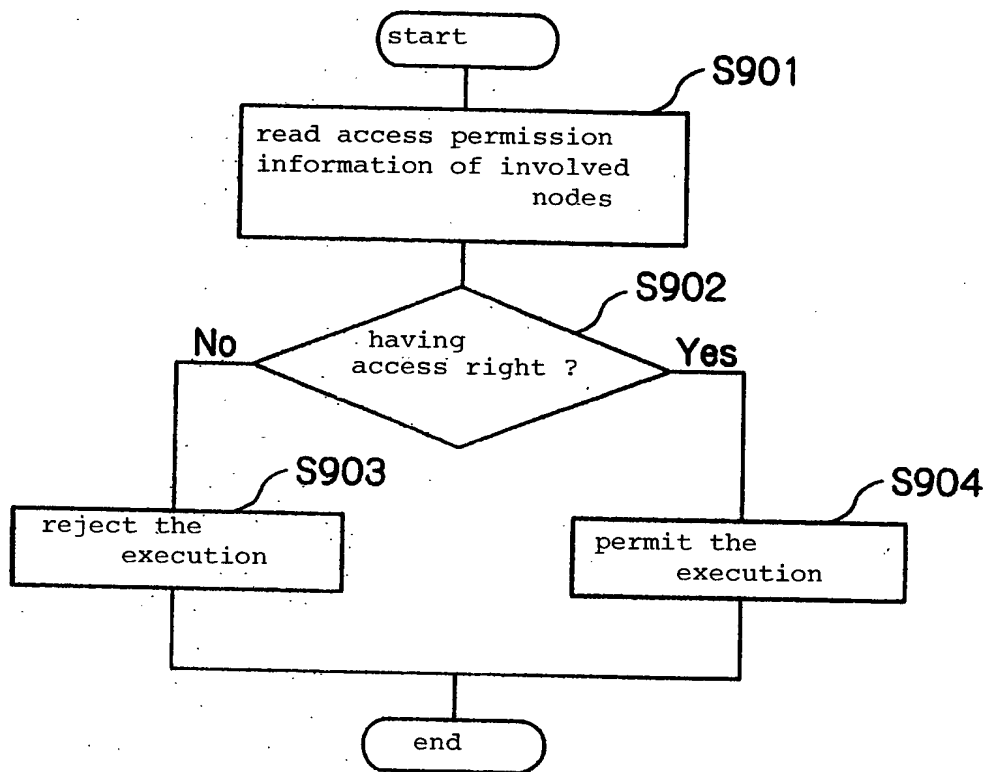 start
S901
read access permission
information of involved
nodes
S902
having
access right ?
No
Yes
S903
reject the
execution
S904
permit the
execution
end